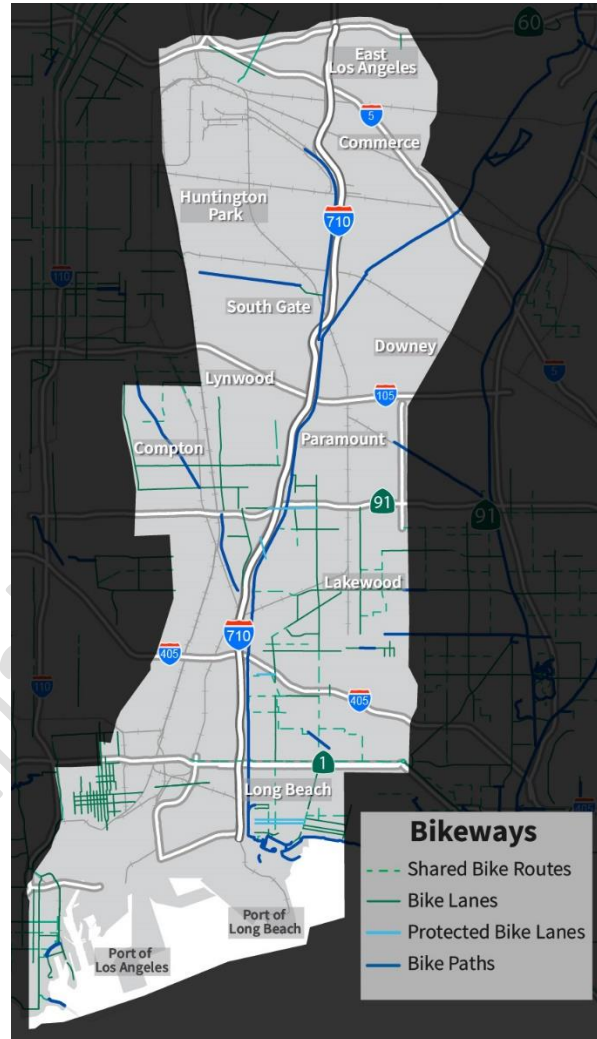 60
East
Los Angeles
5
Commerce
Huntington
Park
710
110
South Gate
Downey
5
Lynwood
105
Compton
Paramount
91
91
Lakewood
710
405
405
110
1
Long Beach
Port of
Long Beach
Port of
Los Angeles
Bikeways
Shared Bike Routes
Bike Lanes
Protected Bike Lanes
Bike Paths